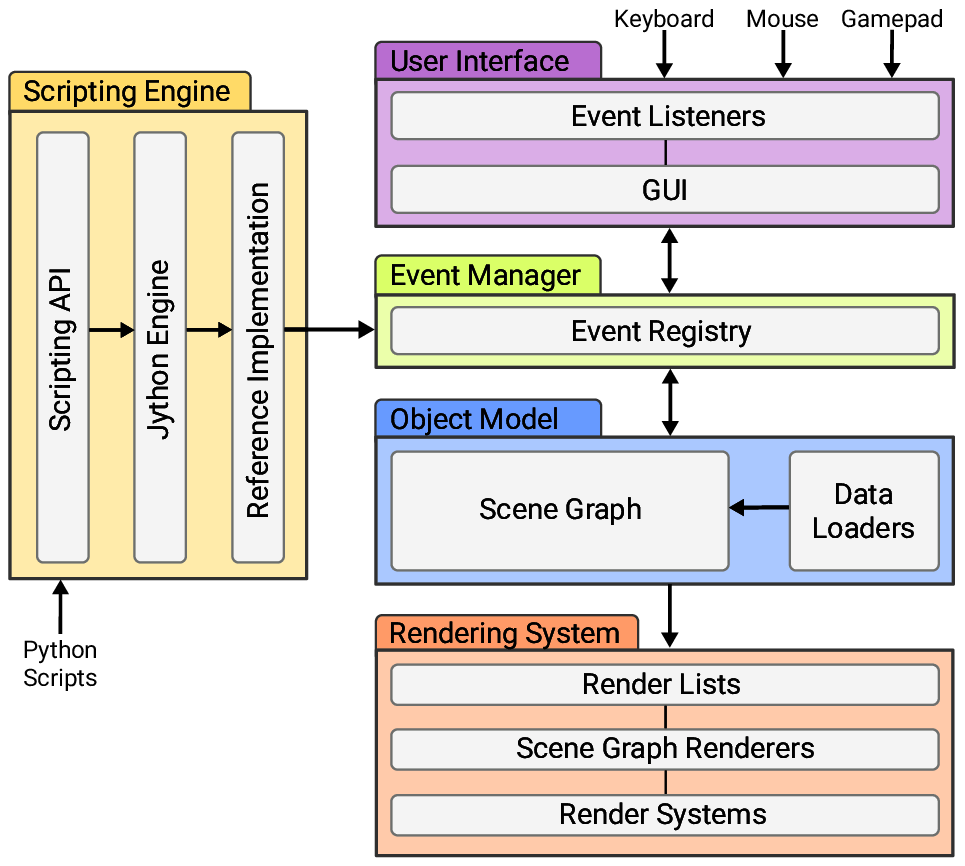 Keyboard
Mouse
Gamepad
User Interface
Event Listeners
GUI
Scripting Engine
Scripting API
Jython Engine
Reference Implementation
Python
Scripts
Event Manager
Event Registry
Object Model
Scene Graph
Data
Loaders
Rendering System
Render Lists
Scene Graph Renderers
Render Systems